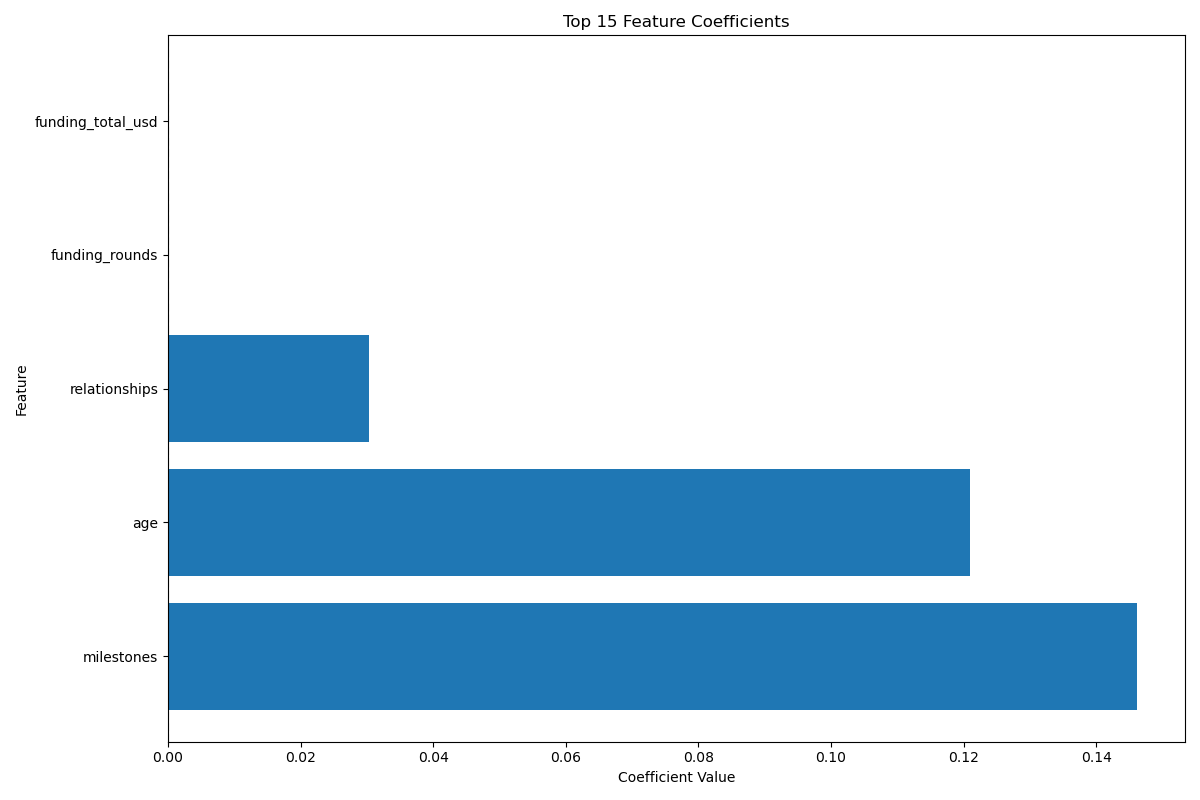 Top 15 Feature Coefficients
funding_total_usd
funding_rounds
relationships
age
milestones
Feature
0.00 0.02 0.04 0.06 0.08 0.10 0.12 0.14
Coefficient Value